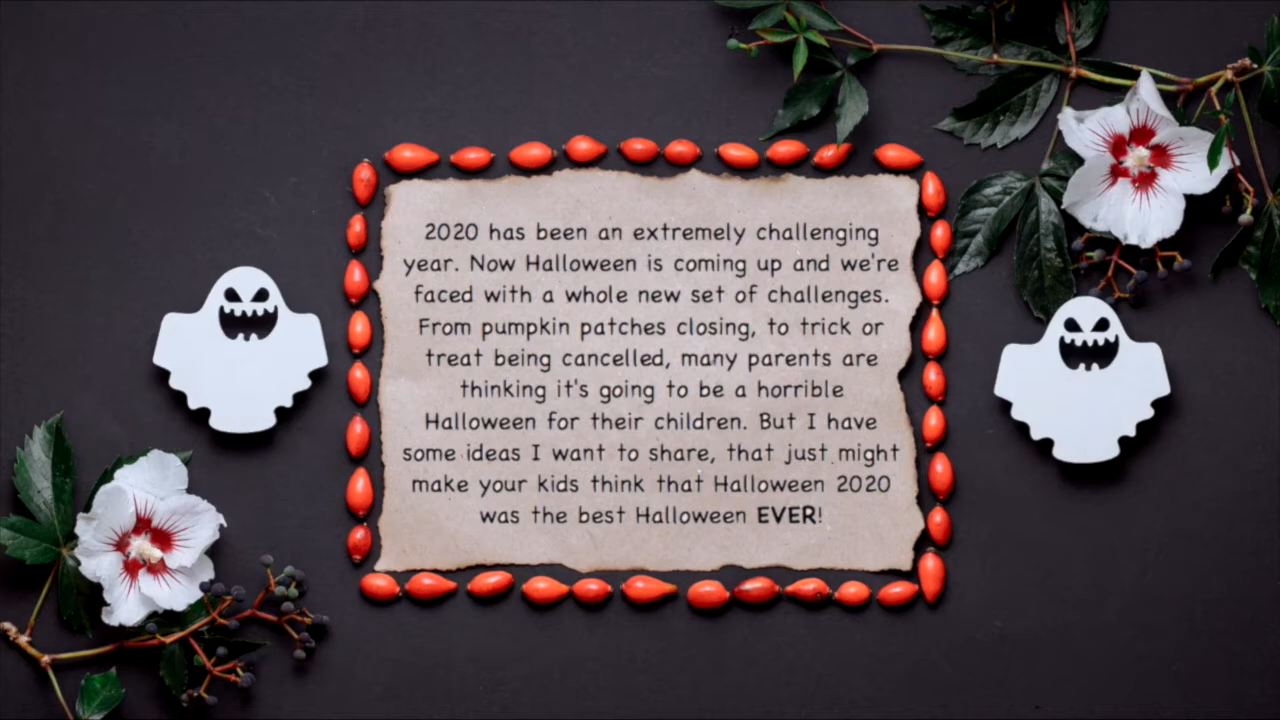 2020 has been an extremely challenging
year. Now Halloween is coming up and we're
faced with a whole new set of challenges.
From pumpkin patches closing, to trick or
treat being cancelled, many parents are
thinking it's going to be a horrible
Halloween for their children. But I have
some ideas I want to share, that just might
make your kids think that Halloween 2020
was the best Halloween EVER!